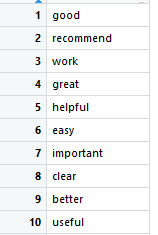 1 good
2 recommend
3 work
4 great
5 helpful
6 easy
7 important
8 clear
9 better
10 useful